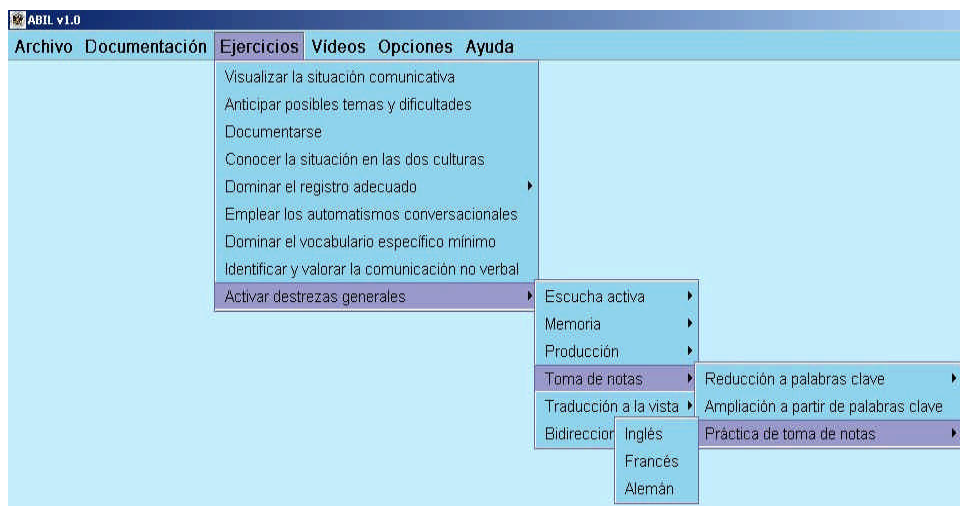 ABIL v1.0
Archivo Documentación Ejercicios Vídeos Opciones Ayuda
Visualizar la situación comunicativa
Anticipar posibles temas y dificultades
Documentarse
Conocer la situación en las dos culturas
Dominar el registro adecuado
Emplear los automatismos conversacionales
Dominar el vocabulario específico mínimo
Identificar y valorar la comunicación no verbal
Activar destrezas generales
Escucha activa
Memoria
Producción
Toma de notas
Traducción a la vista
Bidireccior
Reducción a palabras clave
Ampliación a partir de palabras clave
Práctica de toma de notas
Inglés
Francés
Alemán